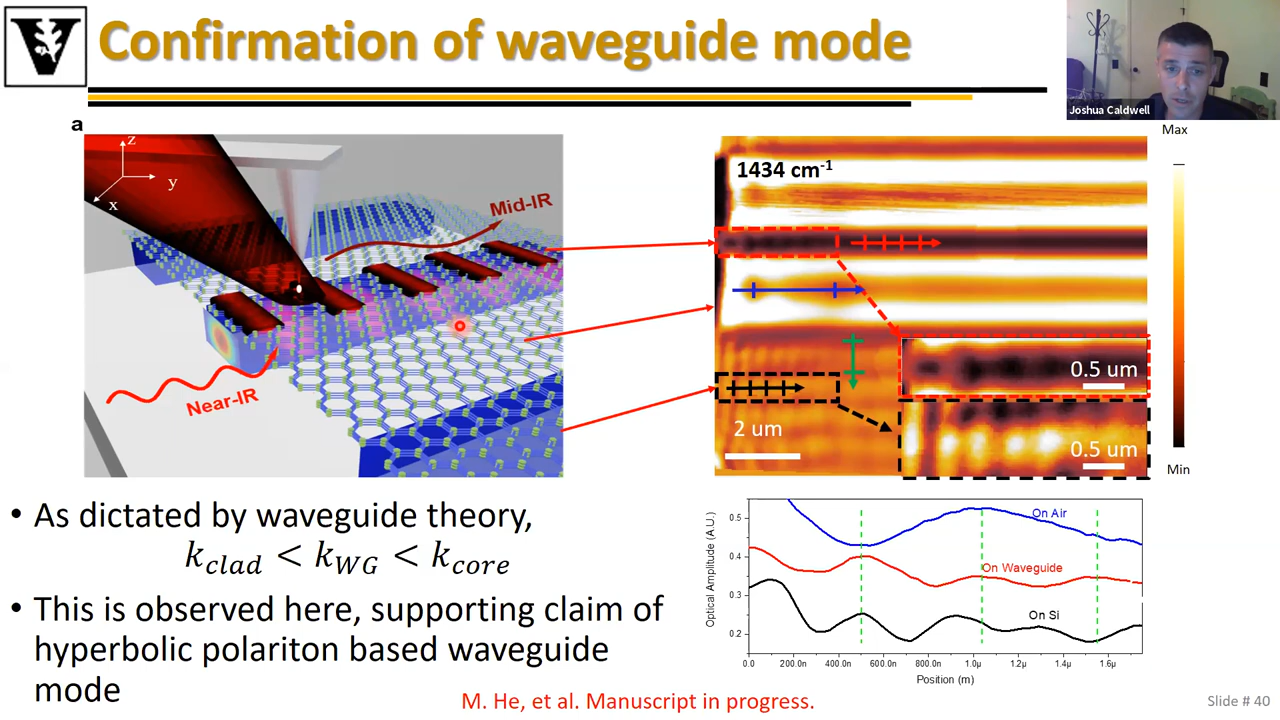 Confirmation of waveguide mode
Joshua Caldwell
a
z
y
x
Mid-IR
Near-IR
1434 cm-1
2 um
0.5 um
0.5 um
Max
Min
• As dictated by waveguide theory,
k_clad < k_WG < k_core
• This is observed here, supporting claim of
hyperbolic polariton based waveguide
mode
Optical Amplitude (A.U.)
0.5
0.4
0.3
0.2
On Air
On Waveguide
On Si
0.0 200.0n 400.0n 600.0n 800.0n 1.0µ 1.2µ 1.4µ 1.6µ
Position (m)
M. He, et al. Manuscript in progress.
Slide # 40